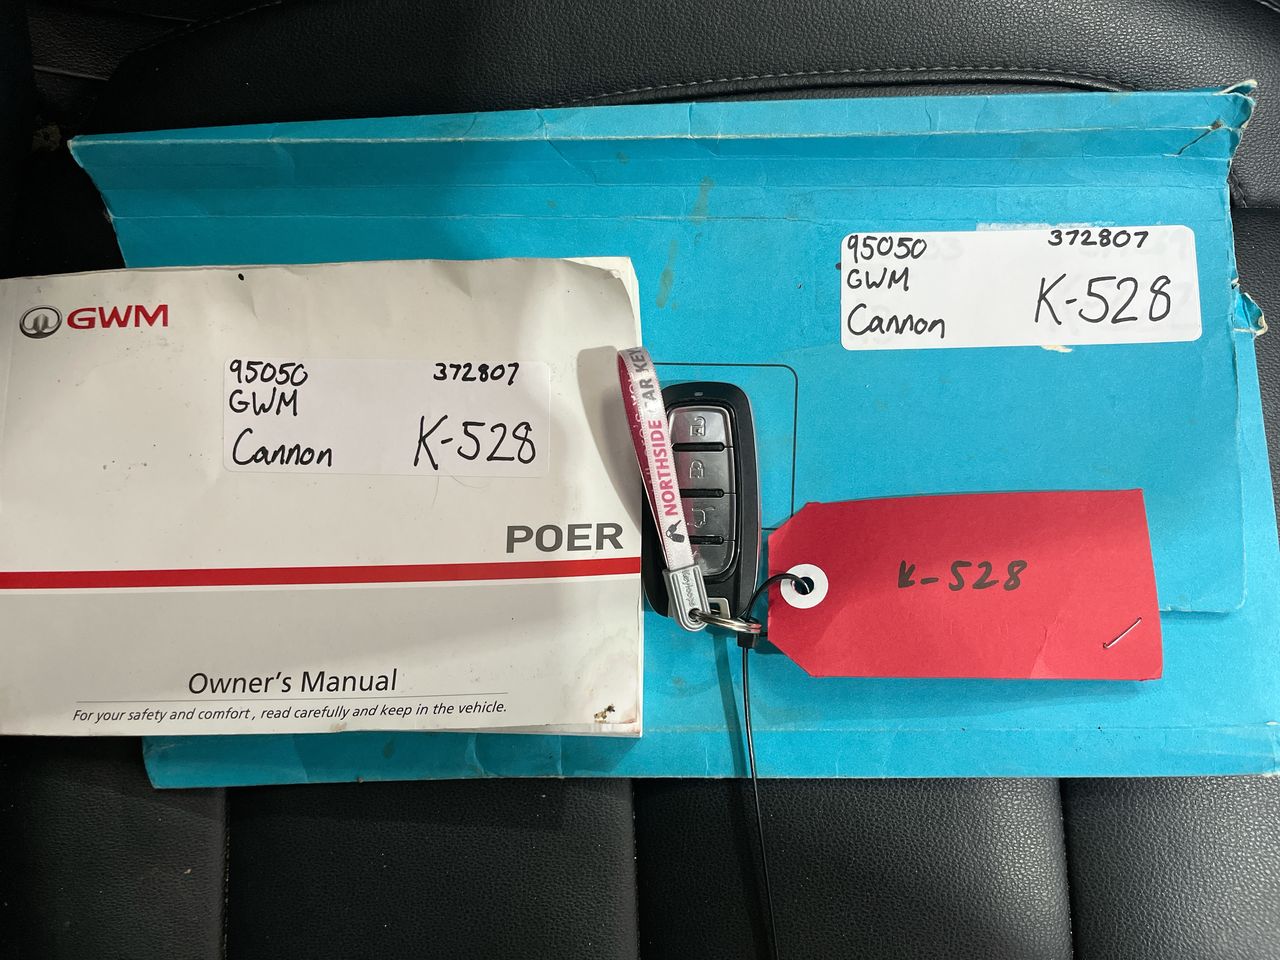 GWM
95050 372807
GWM
Cannon K-528
POER
Owner's Manual
For your safety and comfort, read carefully and keep in the vehicle.
95050 372807
GWM
Cannon K-528
NORTHSIDE CAR KEY
K-528